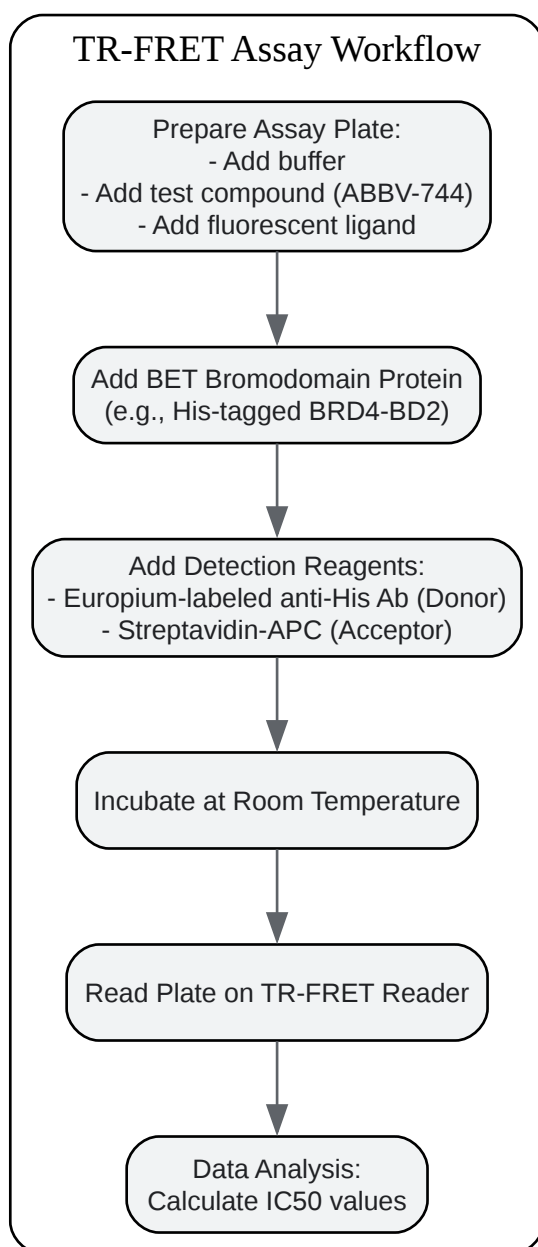 TR-FRET Assay Workflow
Prepare Assay Plate:
- Add buffer
- Add test compound (ABBV-744)
- Add fluorescent ligand
Add BET Bromodomain Protein
(e.g., His-tagged BRD4-BD2)
Add Detection Reagents:
- Europium-labeled anti-His Ab (Donor)
- Streptavidin-APC (Acceptor)
Incubate at Room Temperature
Read Plate on TR-FRET Reader
Data Analysis:
Calculate IC50 values